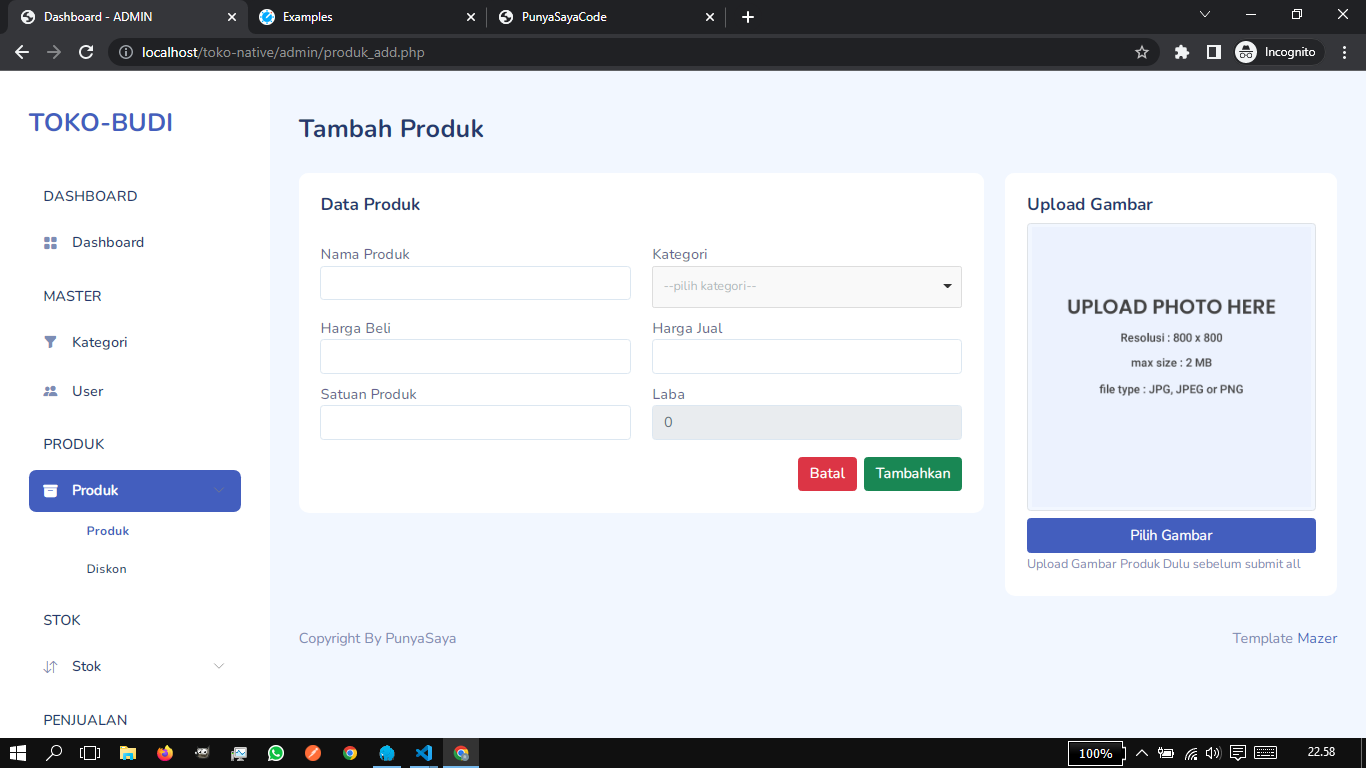 Dashboard - ADMIN
Examples
PunyaSayaCode
localhost/toko-native/admin/produk_add.php
Incognito
TOKO-BUDI
DASHBOARD
Dashboard
MASTER
Kategori
User
PRODUK
Produk
Produk
Diskon
STOK
Stok
PENJUALAN
Tambah Produk
Data Produk
Nama Produk
Kategori
--pilih kategori--
Harga Beli
Harga Jual
Satuan Produk
Laba
0
Batal
Tambahkan
Upload Gambar
UPLOAD PHOTO HERE
Resolusi : 800 x 800
max size : 2 MB
file type : JPG, JPEG or PNG
Pilih Gambar
Upload Gambar Produk Dulu sebelum submit all
Copyright By PunyaSaya
Template Mazer
100%
22.58